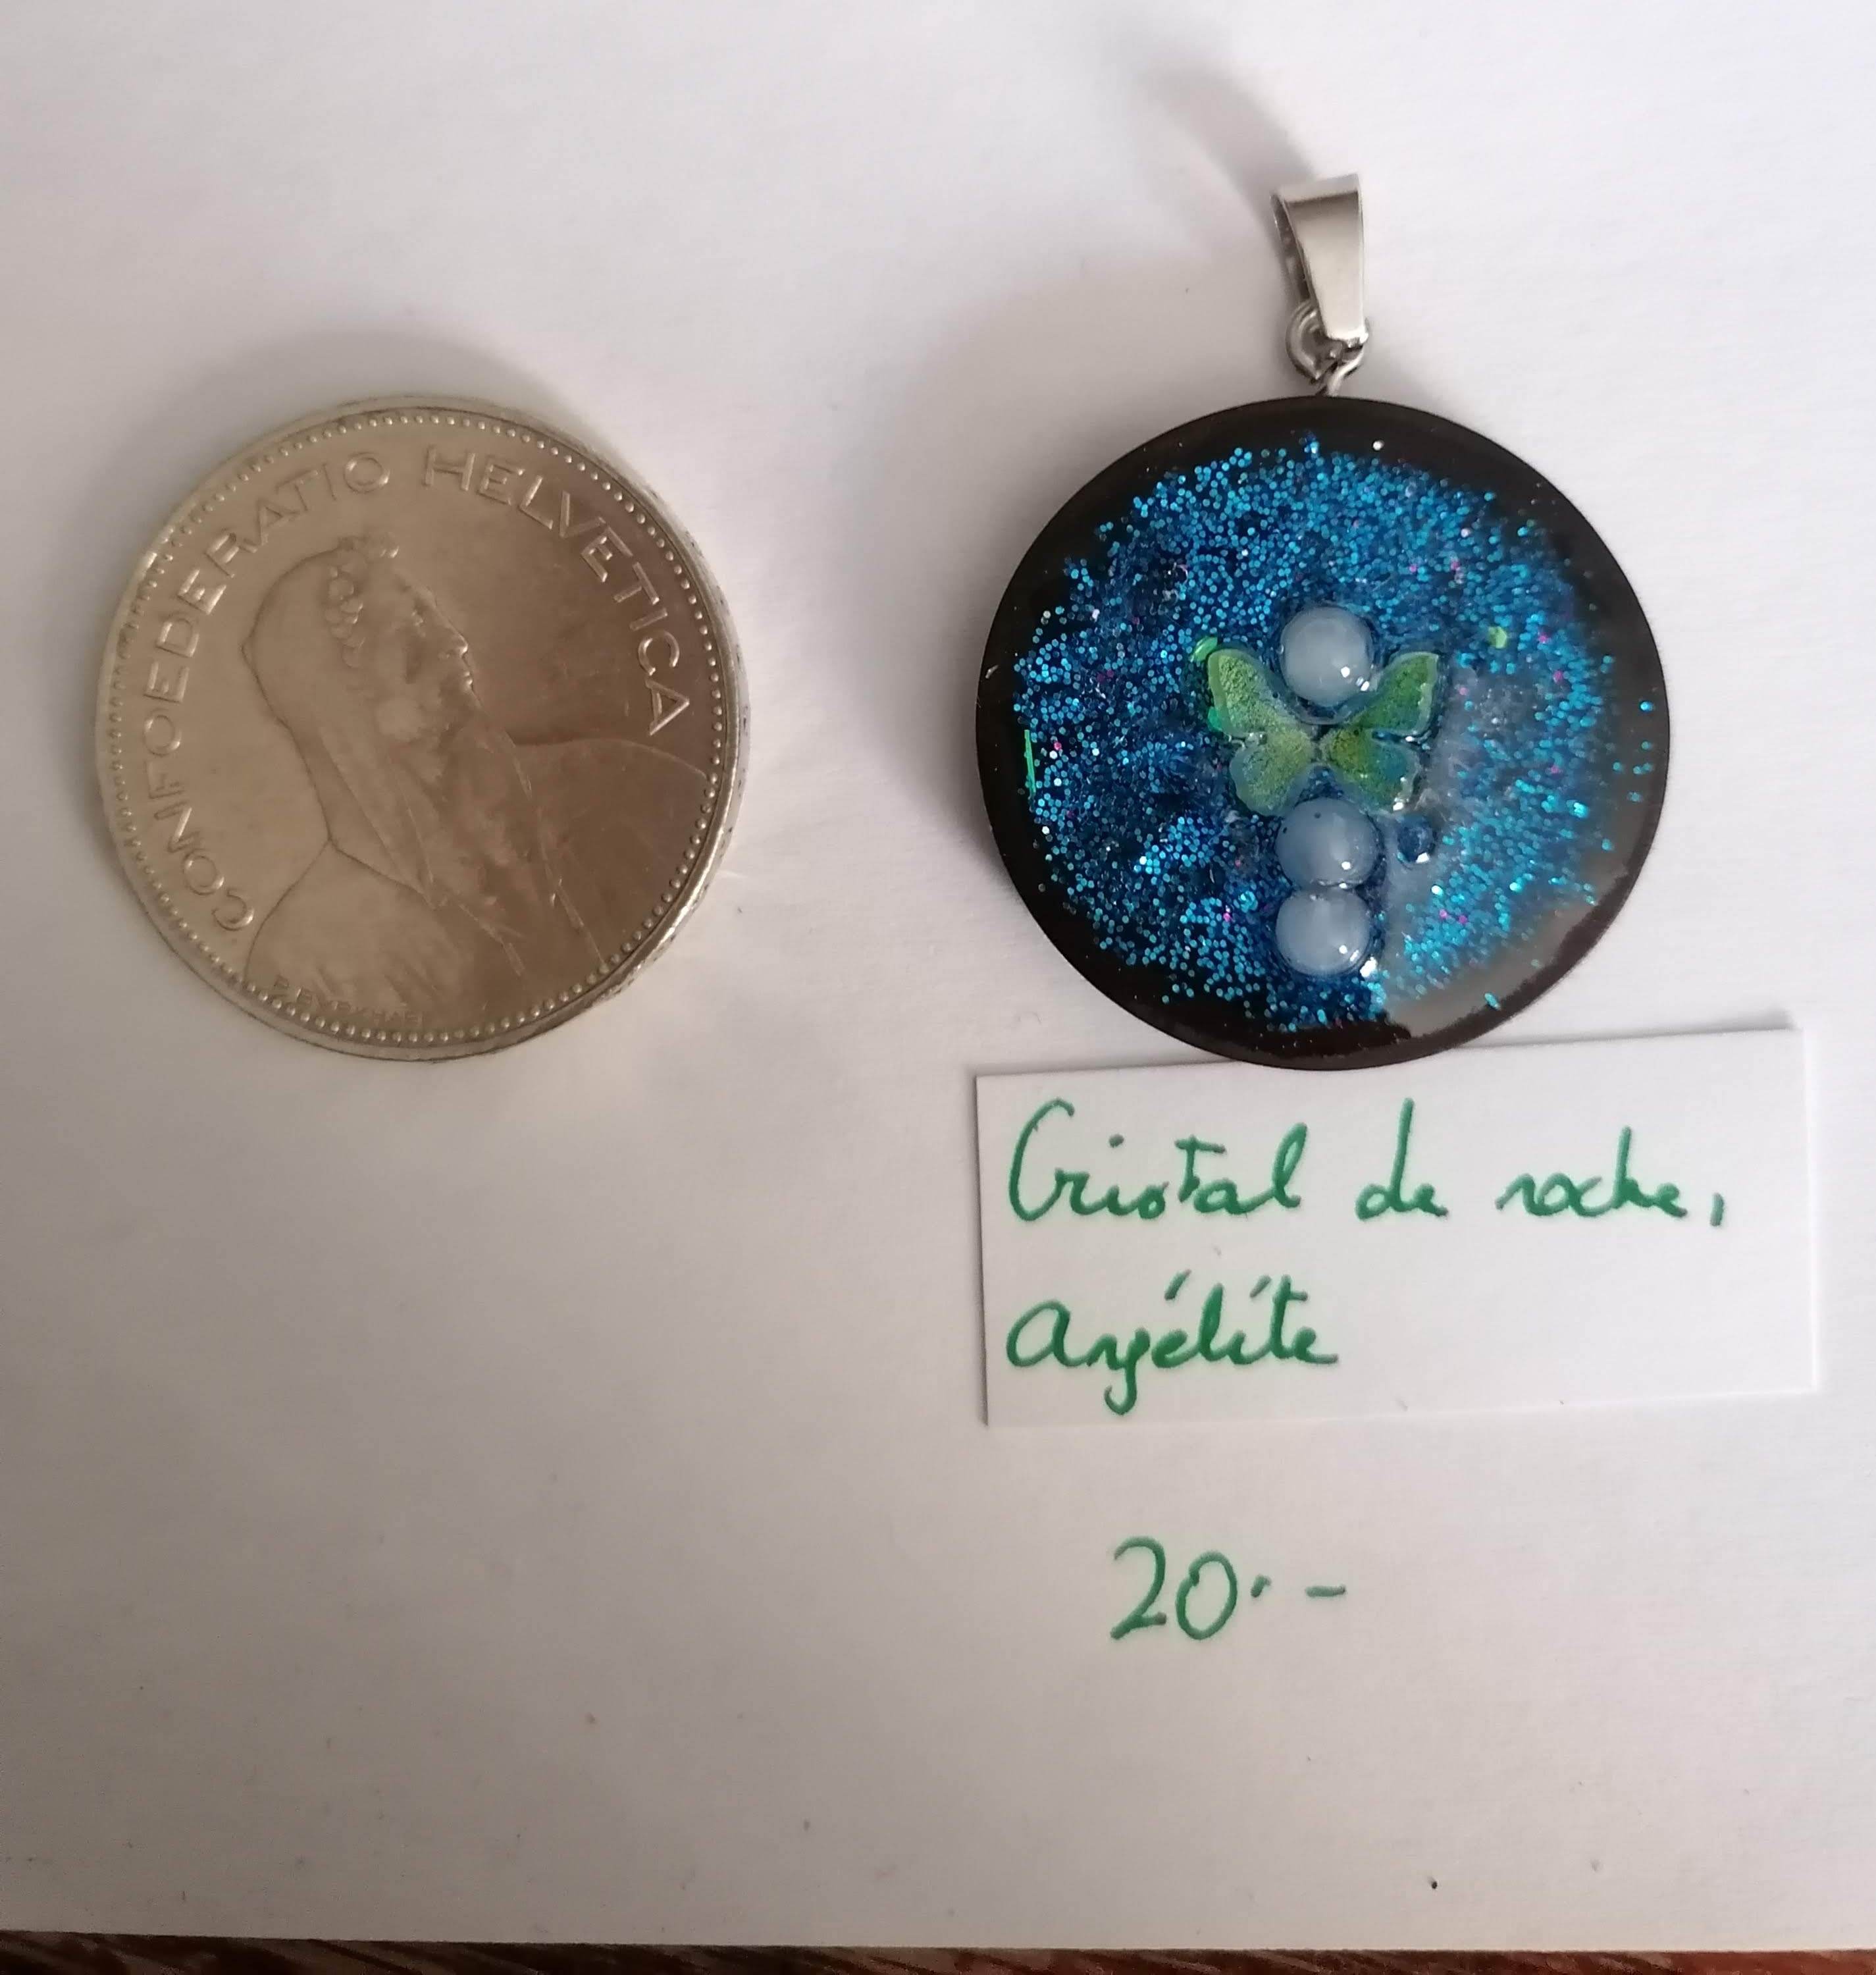 CONFOEDERATIO HELVETICA
Cristal de roche,
Angélite
20.-